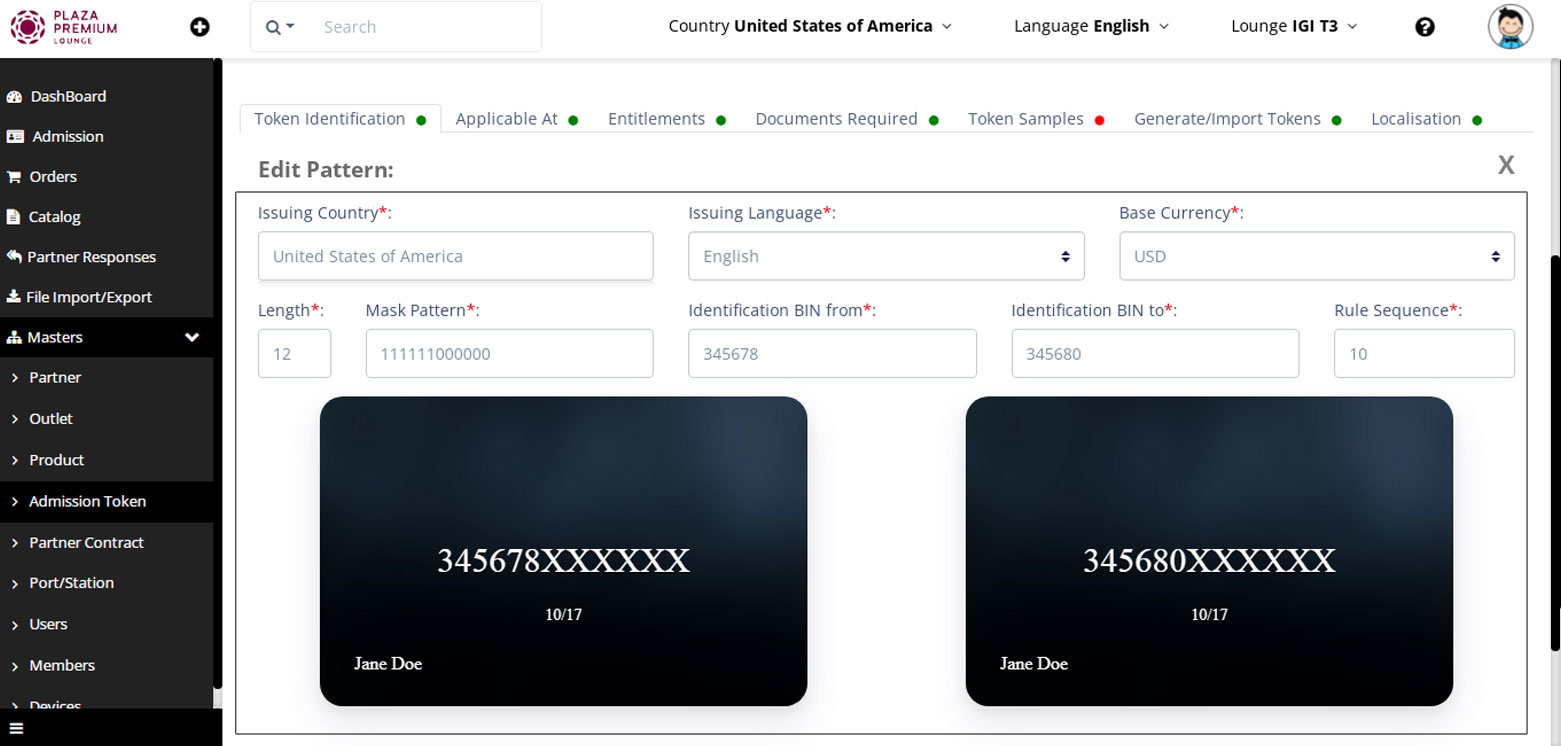 PLAZA
PREMIUM
LOUNGE
Search
Country United States of America
Language English
Lounge IGI T3
DashBoard
Admission
Orders
Catalog
Partner Responses
File Import/Export
Masters
Partner
Outlet
Product
Admission Token
Partner Contract
Port/Station
Users
Members
Devices
Token Identification
Applicable At
Entitlements
Documents Required
Token Samples
Generate/Import Tokens
Localisation
Edit Pattern:
X
Issuing Country*:
Issuing Language*:
Base Currency*:
United States of America
English
USD
Length*:
Mask Pattern*:
Identification BIN from*:
Identification BIN to*:
Rule Sequence*:
12
111111000000
345678
345680
10
345678XXXXXX
10/17
Jane Doe
345680XXXXXX
10/17
Jane Doe